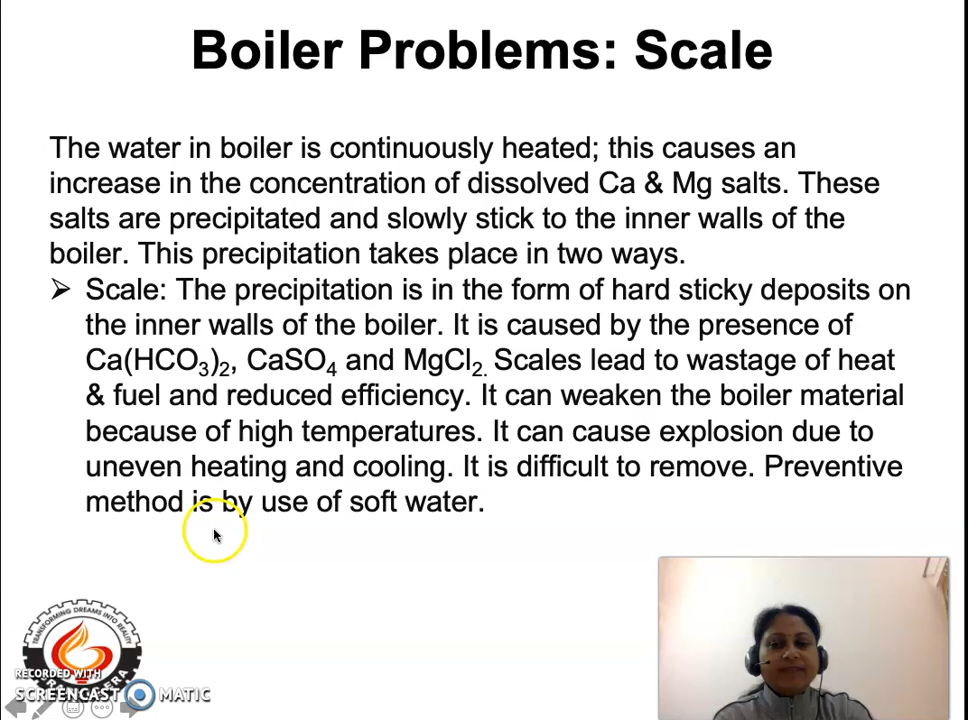 Boiler Problems: Scale
The water in boiler is continuously heated; this causes an
increase in the concentration of dissolved Ca & Mg salts. These
salts are precipitated and slowly stick to the inner walls of the
boiler. This precipitation takes place in two ways.
➢ Scale: The precipitation is in the form of hard sticky deposits on
the inner walls of the boiler. It is caused by the presence of
Ca(HCO₃)₂, CaSO₄ and MgCl₂. Scales lead to wastage of heat
& fuel and reduced efficiency. It can weaken the boiler material
because of high temperatures. It can cause explosion due to
uneven heating and cooling. It is difficult to remove. Preventive
method is by use of soft water.
TRANSFORMING DREAMS INTO REALITY
RECORDED WITH
SCREENCAST MATIC